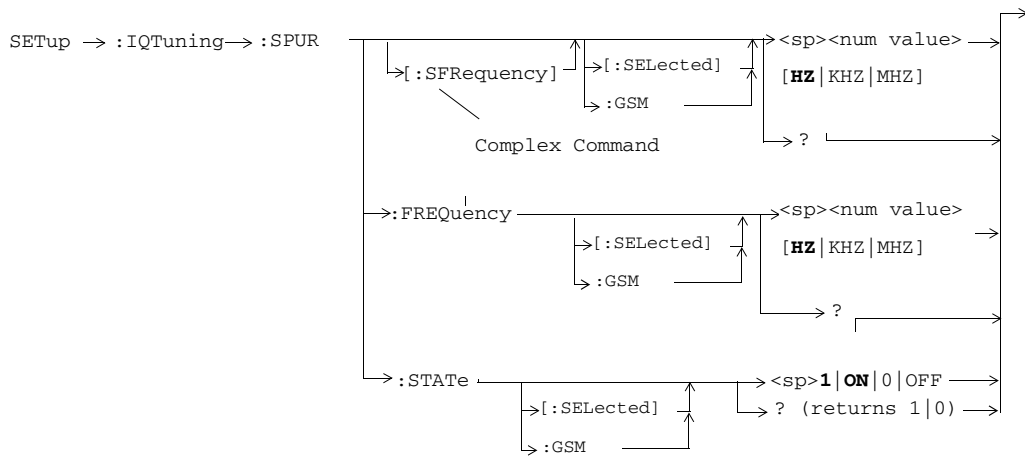 SETup :IQTuning :SPUR <sp><num value>
[:SFRequency] [:SELected] [HZ|KHZ|MHZ]
:GSM
Complex Command ?
:FREQuency <sp><num value>
[:SELected] [HZ|KHZ|MHZ]
:GSM
?
:STATe <sp>1|ON|0|OFF
[:SELected] ? (returns 1|0)
:GSM